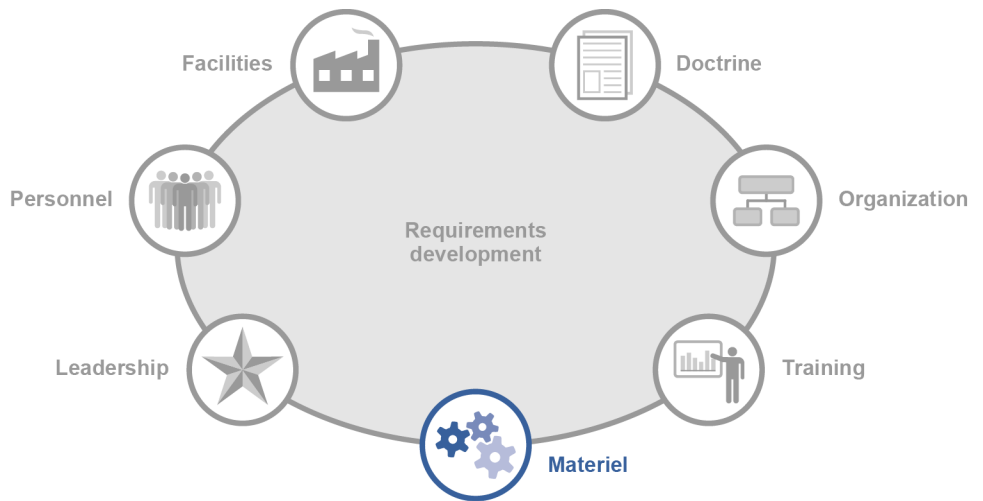 Facilities
Doctrine
Personnel
Organization
Requirements
development
Leadership
Training
Materiel